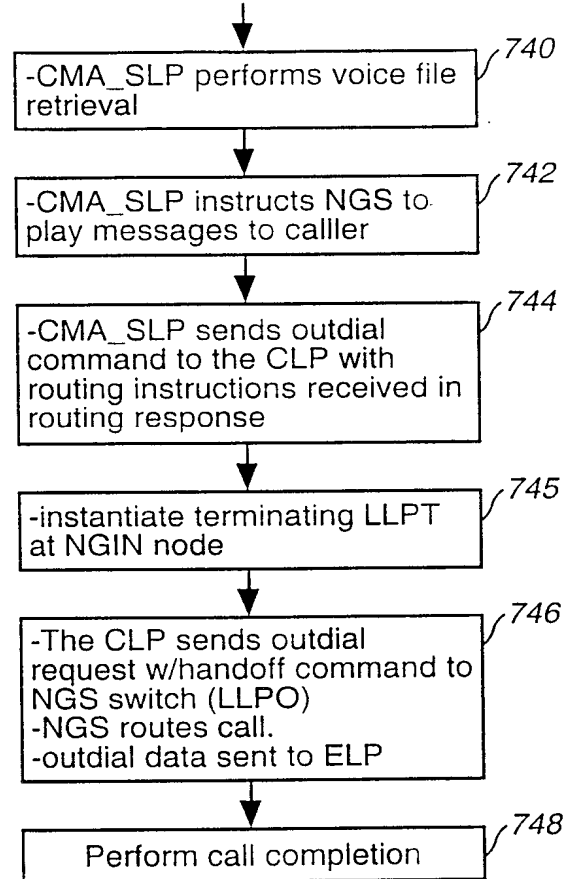 740
-CMA_SLP performs voice file
retrieval
742
-CMA_SLP instructs NGS to
play messages to calller
744
-CMA_SLP sends outdial
command to the CLP with
routing instructions received in
routing response
745
-instantiate terminating LLPT
at NGIN node
746
-The CLP sends outdial
request w/handoff command to
NGS switch (LLPO)
-NGS routes call.
-outdial data sent to ELP
748
Perform call completion